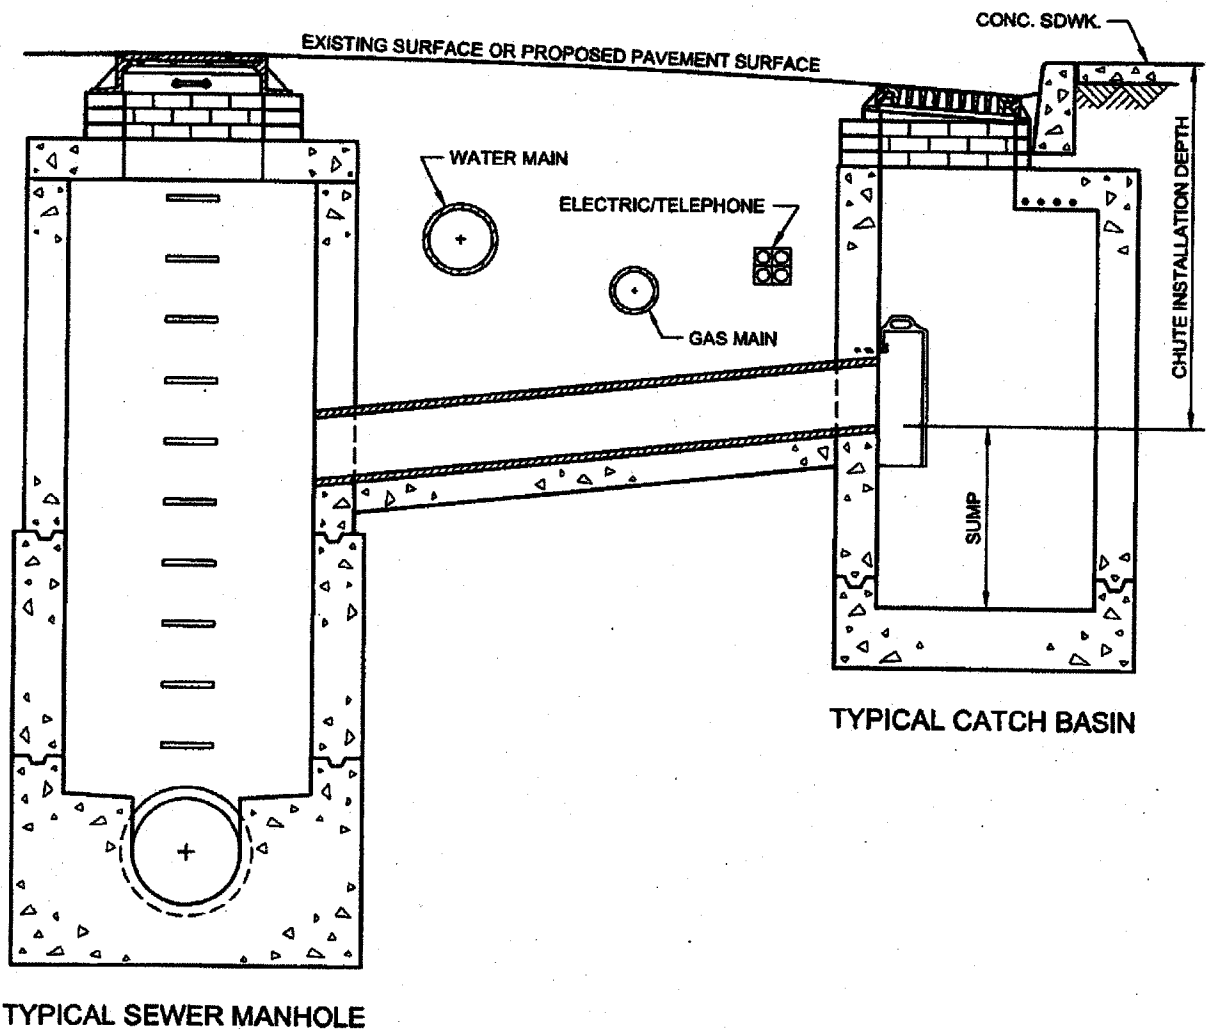 CONC. SDWK.
EXISTING SURFACE OR PROPOSED PAVEMENT SURFACE
WATER MAIN
ELECTRIC/TELEPHONE
GAS MAIN
CHUTE INSTALLATION DEPTH
SUMP
TYPICAL CATCH BASIN
TYPICAL SEWER MANHOLE